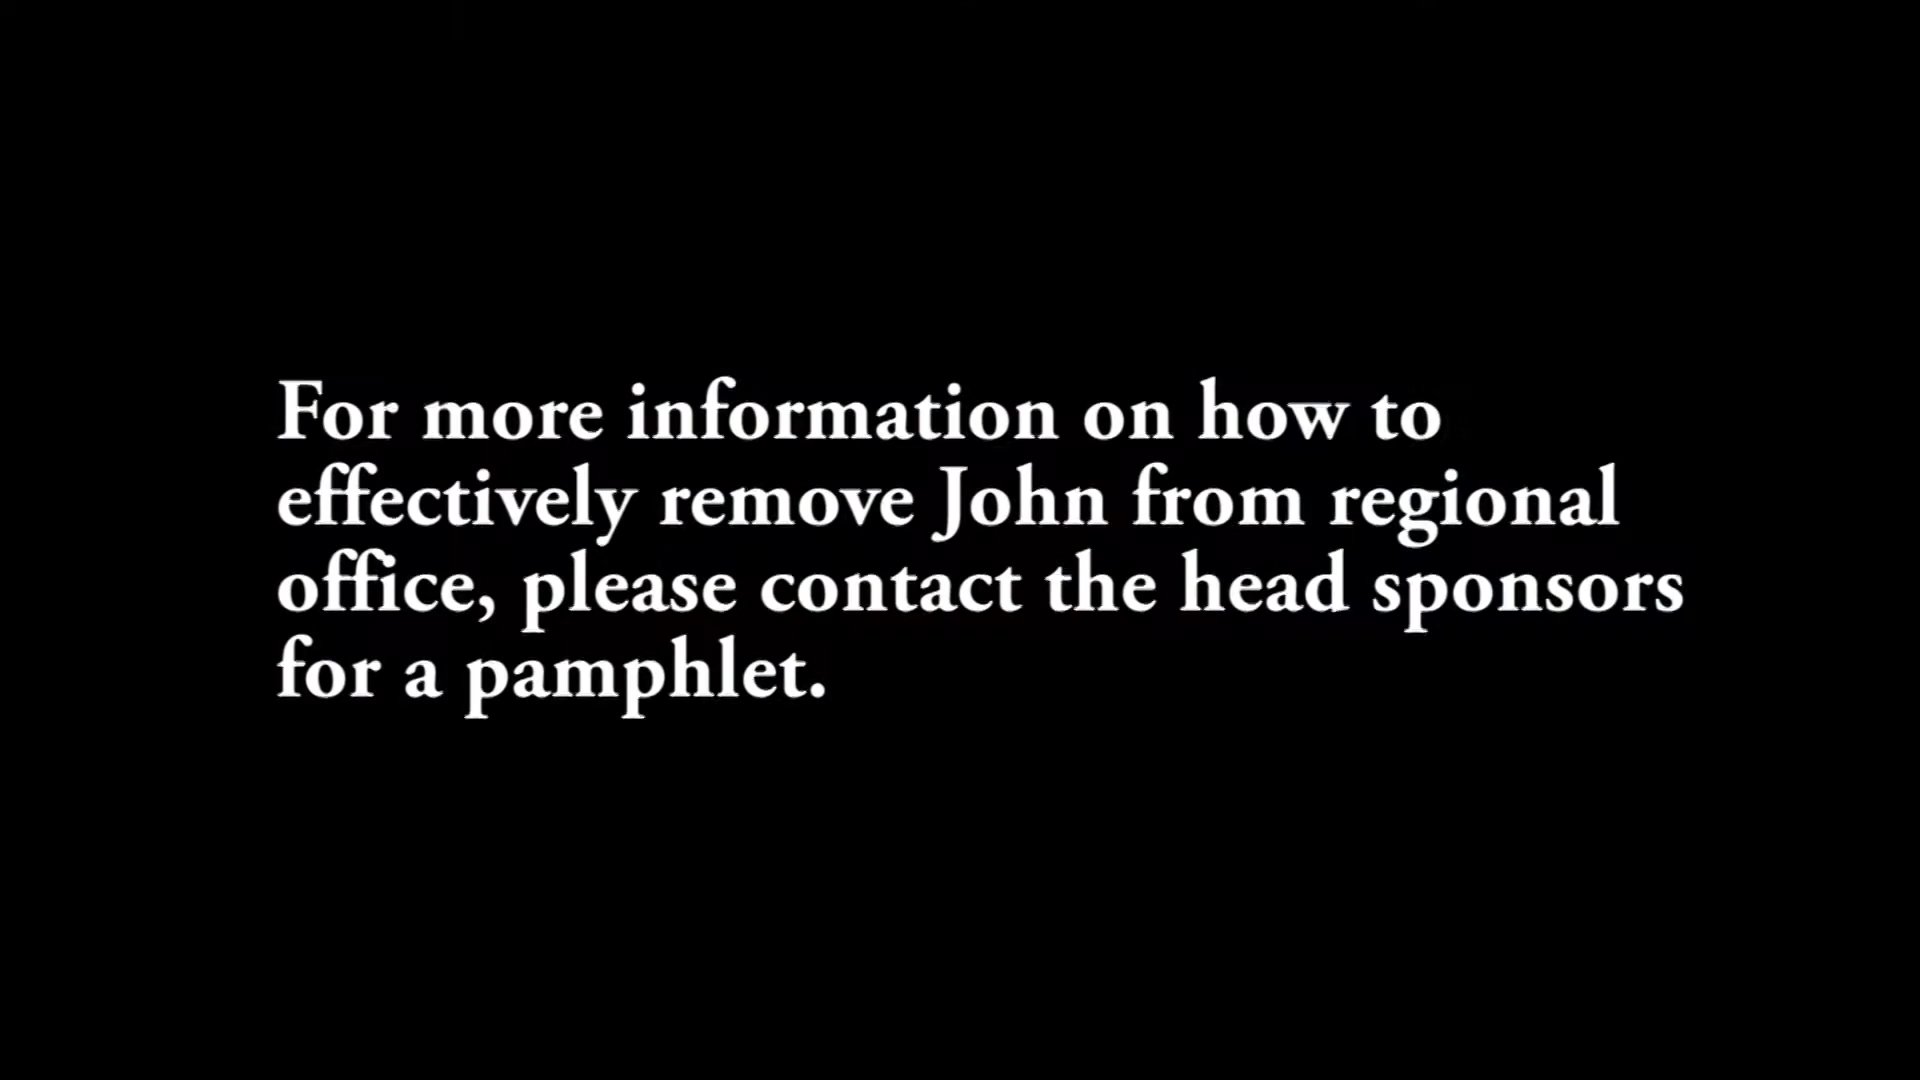 For more information on how to
effectively remove John from regional
office, please contact the head sponsors
for a pamphlet.